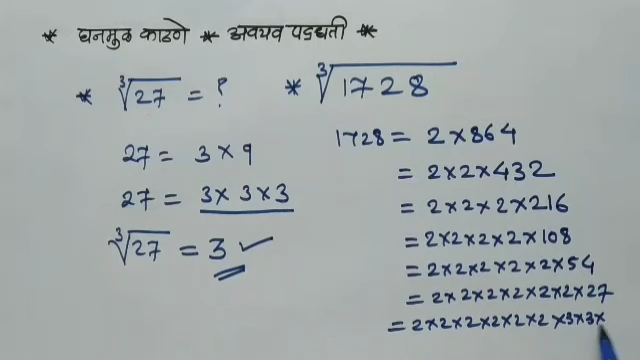 * घनमुळ काढणे * अवयव पद्धती *
* ∛27 = ?
27 = 3 × 9
27 = 3 × 3 × 3
∛27 = 3 ✓
* ∛1728
1728 = 2 × 864
= 2 × 2 × 432
= 2 × 2 × 2 × 216
= 2 × 2 × 2 × 2 × 108
= 2 × 2 × 2 × 2 × 2 × 54
= 2 × 2 × 2 × 2 × 2 × 2 × 27
= 2 × 2 × 2 × 2 × 2 × 2 × 3 × 3 ×